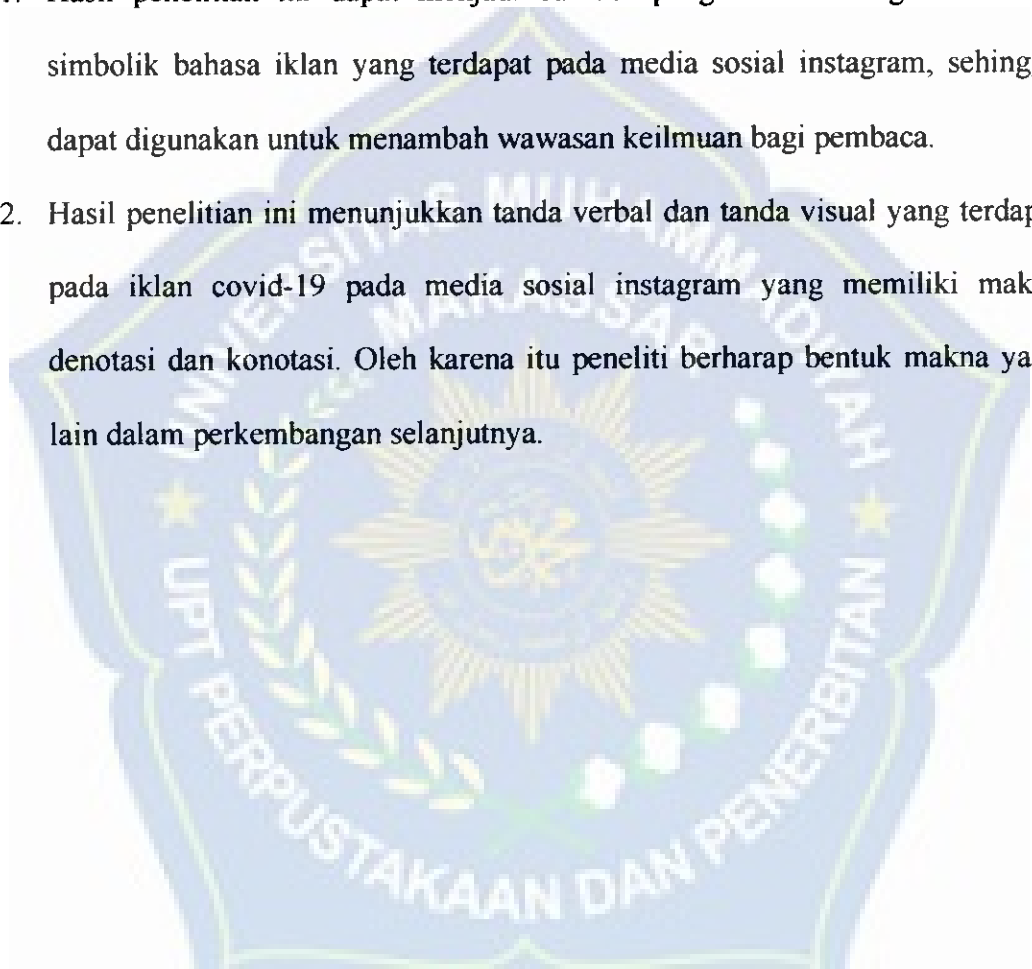 simbolik bahasa iklan yang terdapat pada media sosial instagram, sehing
dapat digunakan untuk menambah wawasan keilmuan bagi pembaca.
2. Hasil penelitian ini menunjukkan tanda verbal dan tanda visual yang terdap
pada iklan covid-19 pada media sosial instagram yang memiliki mak
denotasi dan konotasi. Oleh karena itu peneliti berharap bentuk makna ya
lain dalam perkembangan selanjutnya.
UNIVERSITAS MUHAMMADIYAH
MAKASSAR
UPT PERPUSTAKAAN DAN PENERBITAN